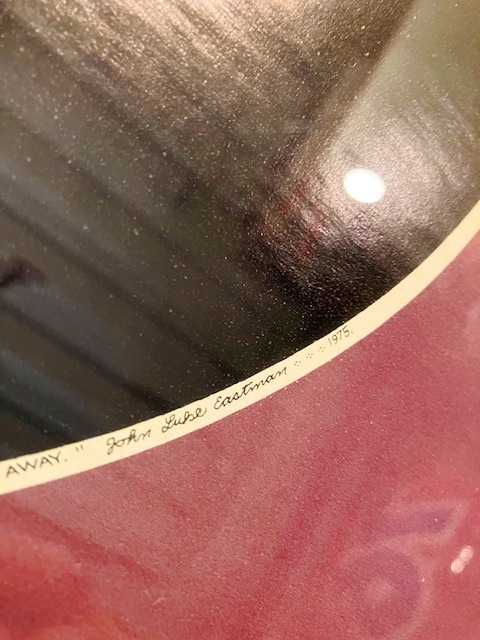 AWAY." John Luke Eastman ∴ ∵ ∴ 1975.